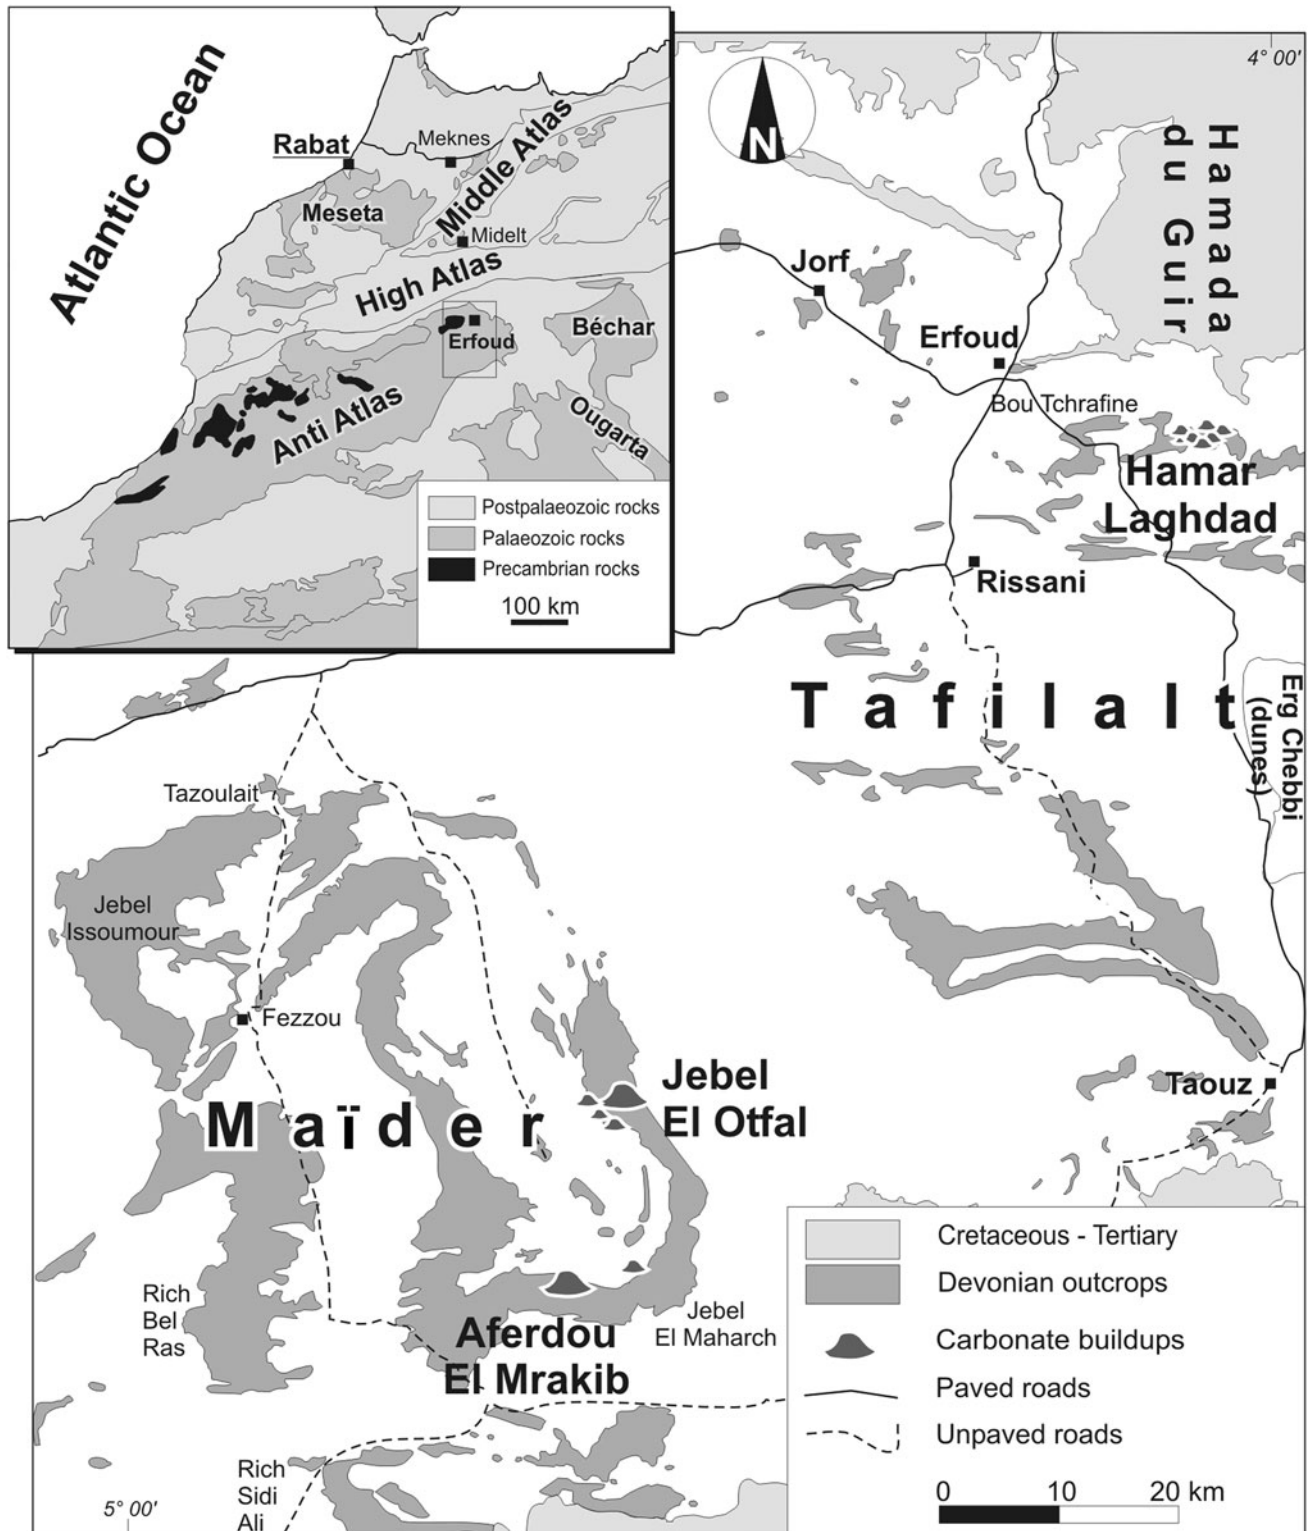 Atlantic Ocean
Rabat
Meknes
Middle Atlas
Meseta
Midelt
High Atlas
Erfoud
Béchar
Anti Atlas
Ougarta
Postpalaeozoic rocks
Palaeozoic rocks
Precambrian rocks
100 km
4° 00'
N
Hamada
du Guir
Jorf
Erfoud
Bou Tchrafine
Hamar
Laghdad
Rissani
Tafilalt
Erg Chebbi
(dunes)
Tazoulait
Jebel
Issoumour
Fezzou
Maïder
Jebel
El Otfal
Taouz
Rich
Bel
Ras
Aferdou
El Mrakib
Jebel
El Maharch
Rich
Sidi
Ali
5° 00'
Cretaceous - Tertiary
Devonian outcrops
Carbonate buildups
Paved roads
Unpaved roads
0 10 20 km